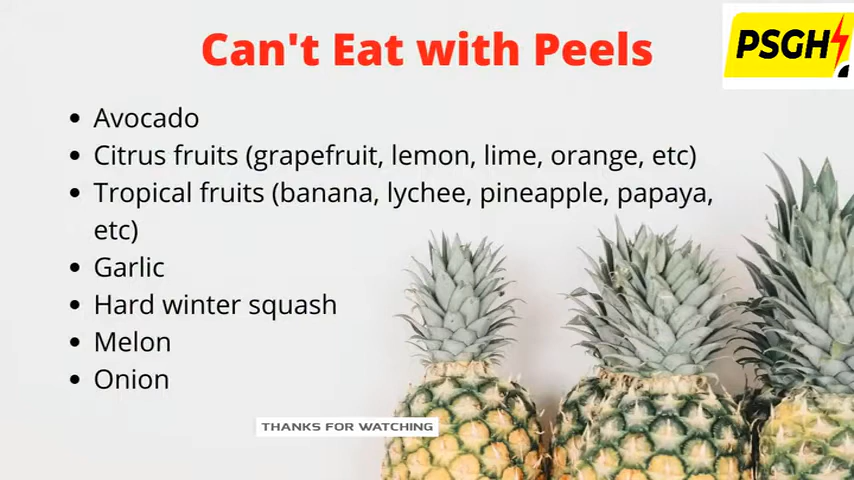 Can't Eat with Peels
PSGH
• Avocado
• Citrus fruits (grapefruit, lemon, lime, orange, etc)
• Tropical fruits (banana, lychee, pineapple, papaya,
etc)
• Garlic
• Hard winter squash
• Melon
• Onion
THANKS FOR WATCHING